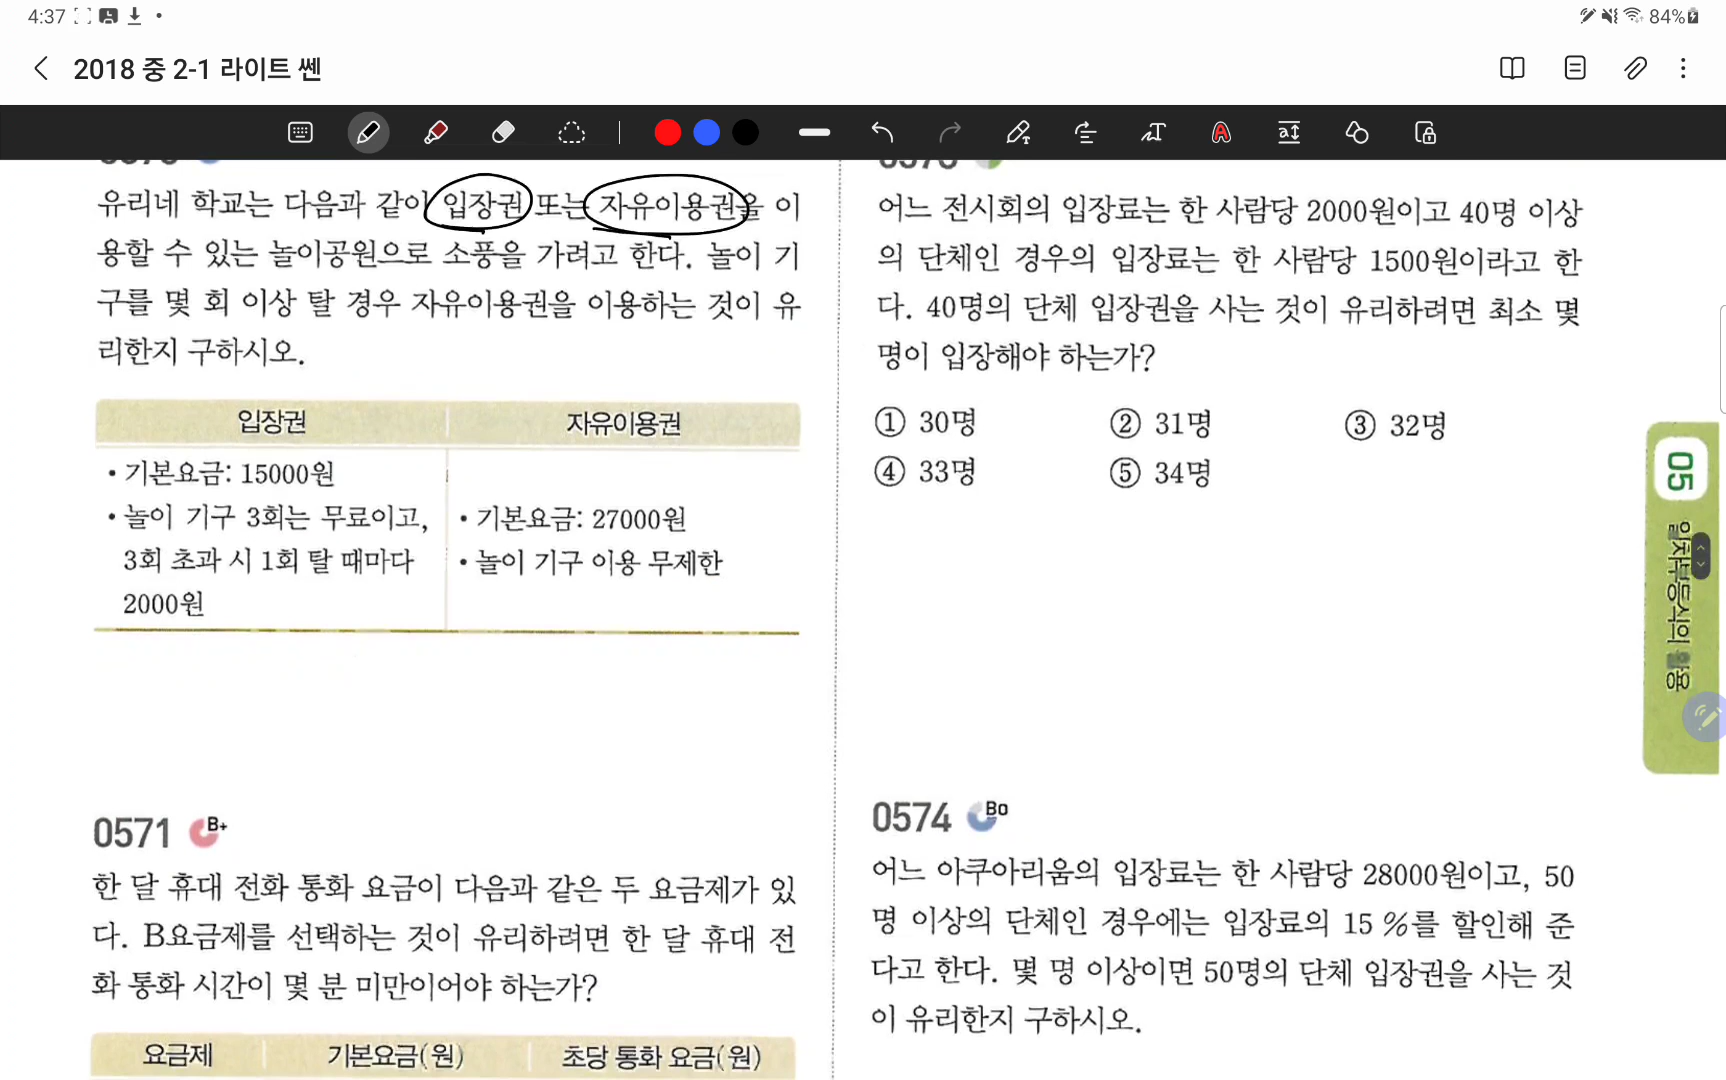 4:37
84%
2018 중 2-1 라이트 쎈
유리네 학교는 다음과 같이 입장권 또는 자유이용권을 이
용할 수 있는 놀이공원으로 소풍을 가려고 한다. 놀이 기
구를 몇 회 이상 탈 경우 자유이용권을 이용하는 것이 유
리한지 구하시오.
입장권 자유이용권
• 기본요금: 15000원
• 놀이 기구 3회는 무료이고,
3회 초과 시 1회 탈 때마다
2000원
• 기본요금: 27000원
• 놀이 기구 이용 무제한
0571 B+
한 달 휴대 전화 통화 요금이 다음과 같은 두 요금제가 있
다. B요금제를 선택하는 것이 유리하려면 한 달 휴대 전
화 통화 시간이 몇 분 미만이어야 하는가?
요금제 기본요금(원) 초당 통화 요금(원)
어느 전시회의 입장료는 한 사람당 2000원이고 40명 이상
의 단체인 경우의 입장료는 한 사람당 1500원이라고 한
다. 40명의 단체 입장권을 사는 것이 유리하려면 최소 몇
명이 입장해야 하는가?
① 30명 ② 31명 ③ 32명
④ 33명 ⑤ 34명
0574 B0
어느 아쿠아리움의 입장료는 한 사람당 28000원이고, 50
명 이상의 단체인 경우에는 입장료의 15 %를 할인해 준
다고 한다. 몇 명 이상이면 50명의 단체 입장권을 사는 것
이 유리한지 구하시오.
05
일차부등식의 활용